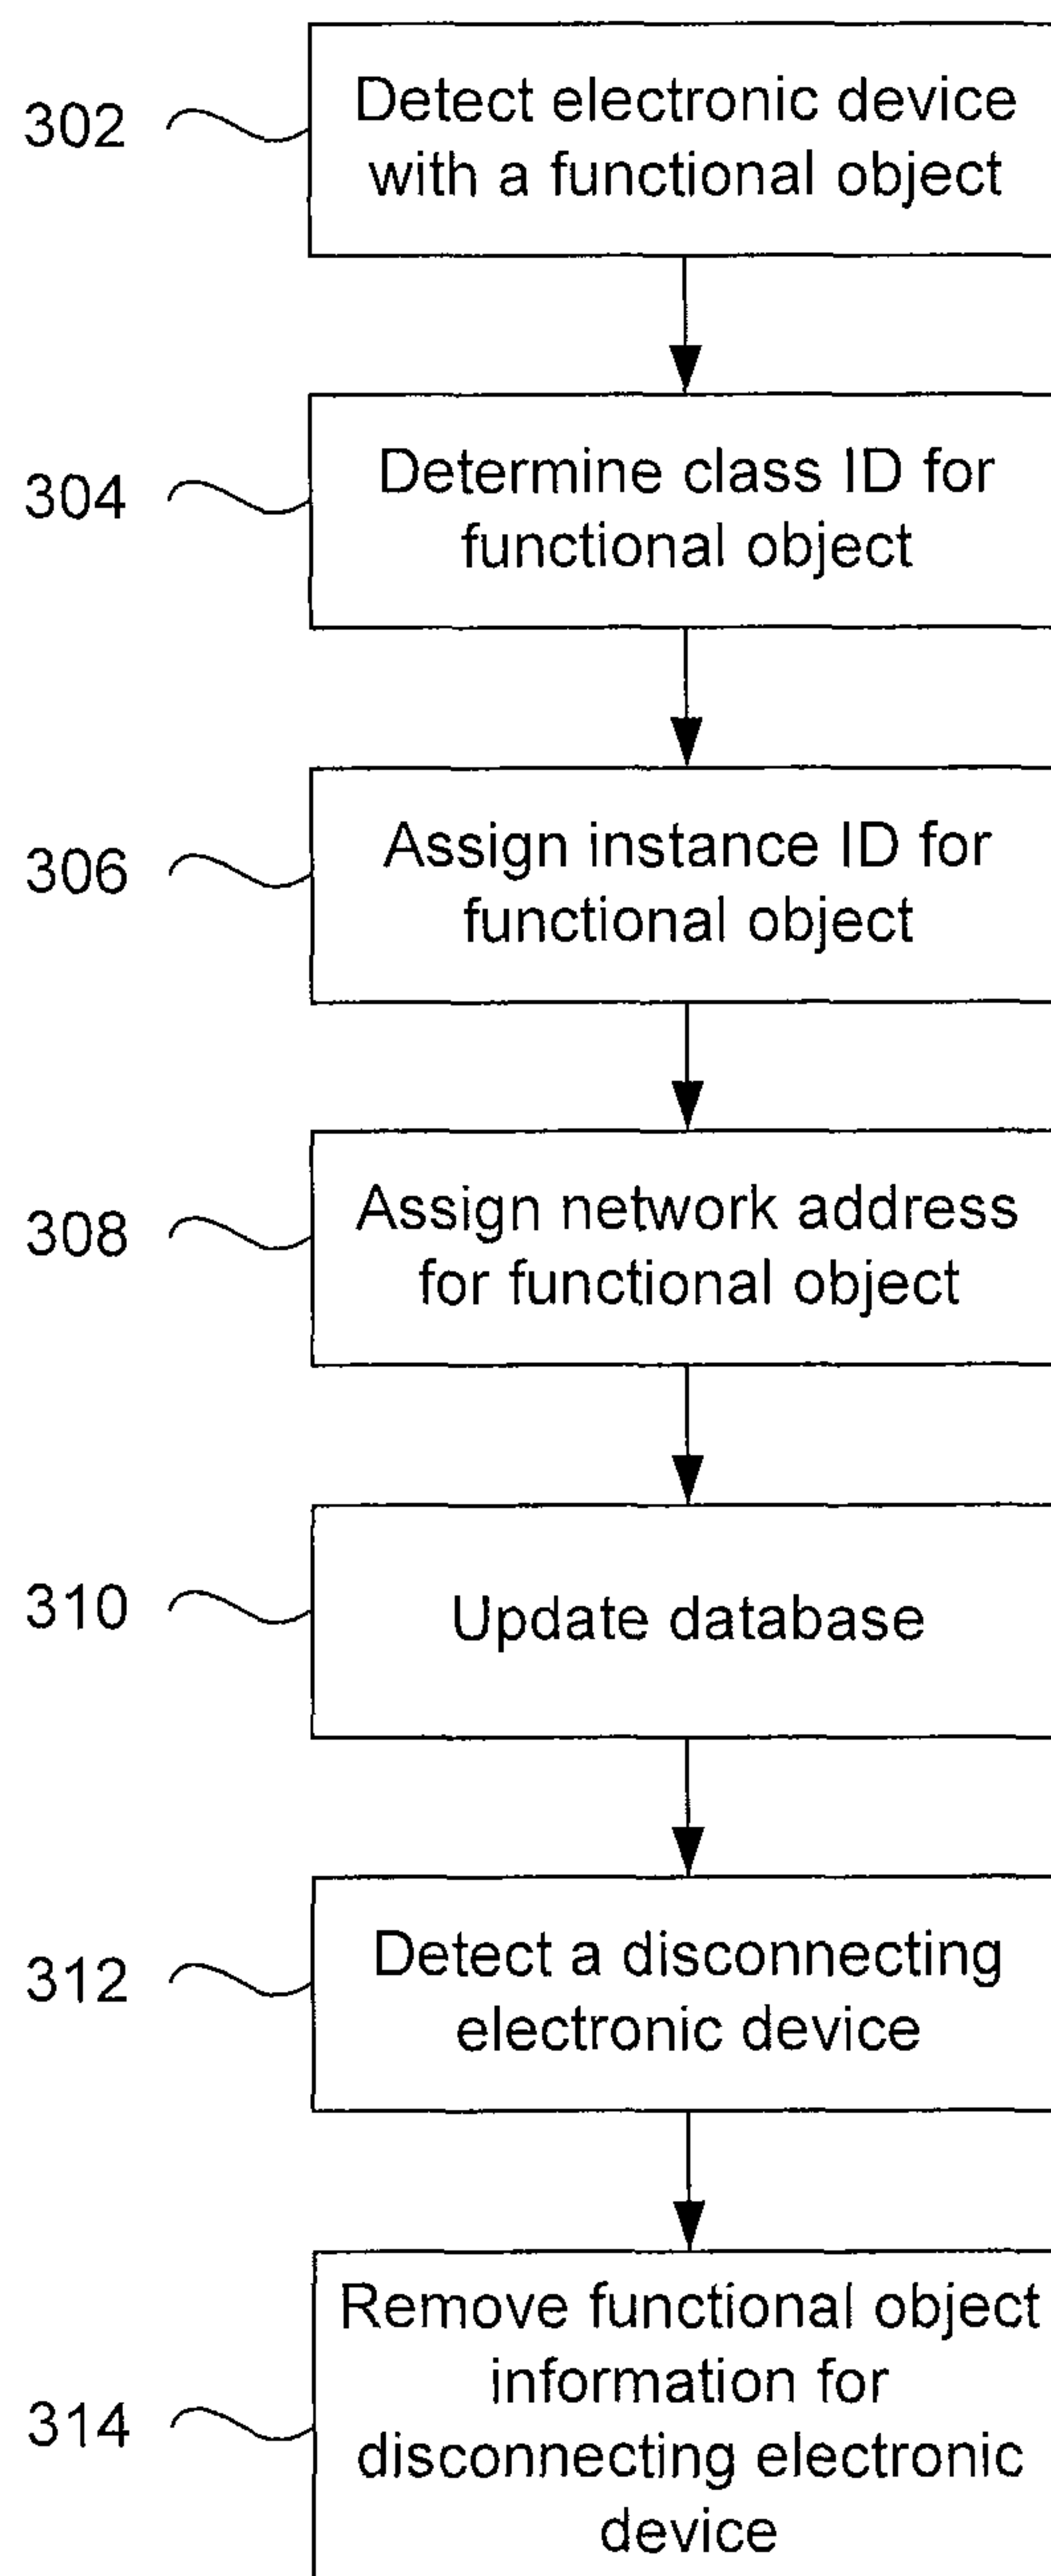 302
Detect electronic device
with a functional object
304
Determine class ID for
functional object
306
Assign instance ID for
functional object
308
Assign network address
for functional object
310
Update database
312
Detect a disconnecting
electronic device
314
Remove functional object
information for
disconnecting electronic
device